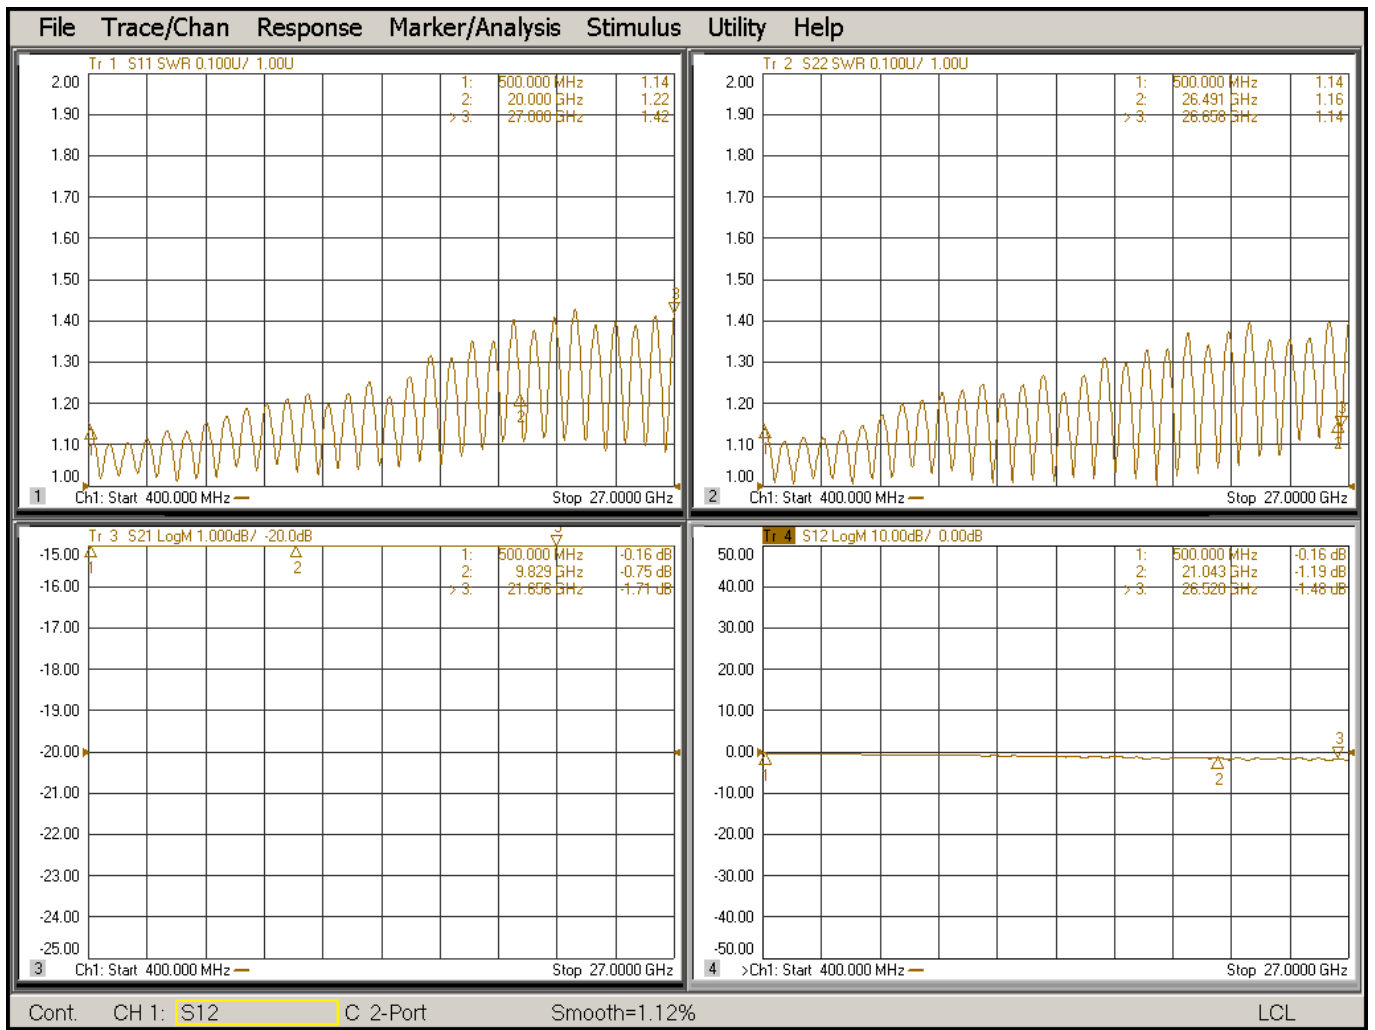 File Trace/Chan Response Marker/Analysis Stimulus Utility Help
Tr 1 S11 SWR 0.100U/ 1.00U
1: 500.000 MHz 1.14
2: 20.000 GHz 1.22
> 3: 27.000 GHz 1.42
2.00
1.90
1.80
1.70
1.60
1.50
1.40
1.30
1.20
1.10
1.00
3
2
1
1 Ch1: Start 400.000 MHz Stop 27.0000 GHz
Tr 2 S22 SWR 0.100U/ 1.00U
1: 500.000 MHz 1.14
2: 26.491 GHz 1.16
> 3: 26.658 GHz 1.14
2.00
1.90
1.80
1.70
1.60
1.50
1.40
1.30
1.20
1.10
1.00
3
2
1
2 Ch1: Start 400.000 MHz Stop 27.0000 GHz
Tr 3 S21 LogM 1.000dB/ -20.0dB
1: 500.000 MHz -0.16 dB
2: 9.829 GHz -0.75 dB
> 3: 21.656 GHz -1.71 dB
-15.00
-16.00
-17.00
-18.00
-19.00
-20.00
-21.00
-22.00
-23.00
-24.00
-25.00
1
2
3
3 Ch1: Start 400.000 MHz Stop 27.0000 GHz
Tr 4 S12 LogM 10.00dB/ 0.00dB
1: 500.000 MHz -0.16 dB
2: 21.043 GHz -1.19 dB
> 3: 26.520 GHz -1.48 dB
50.00
40.00
30.00
20.00
10.00
0.00
-10.00
-20.00
-30.00
-40.00
-50.00
1
2
3
4 >Ch1: Start 400.000 MHz Stop 27.0000 GHz
Cont. CH 1: S12 C 2-Port Smooth=1.12% LCL